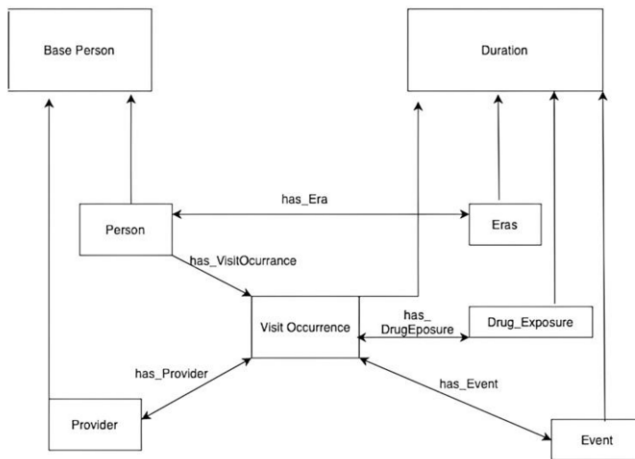 Base Person
Duration
has_Era
Person
Eras
has_VisitOcurrance
Visit Occurrence
has_
DrugEposure
Drug_Exposure
has_Provider
has_Event
Provider
Event